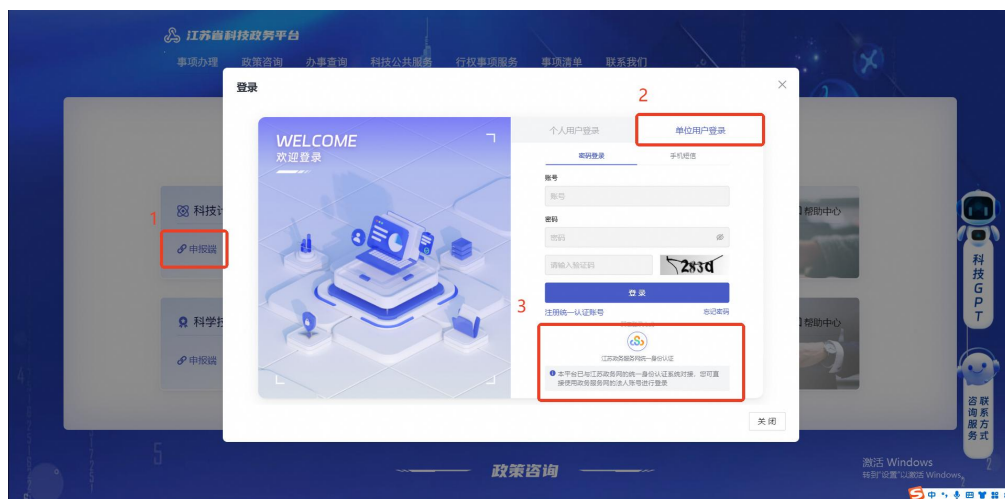 江苏省科技政务平台
事项办理 政策咨询 办事查询 科技公共服务 行权事项服务 事项清单 联系我们
登录
2
WELCOME
欢迎登录
个人用户登录 单位用户登录
密码登录 手机短信
账号
账号
密码
密码
请输入验证码 283d
登 录
注册统一认证账号 忘记密码
3
江苏政务服务网统一身份认证
本平台已与江苏政务网的统一身份认证系统对接，您可直
接使用政务服务网的法人账号进行登录
关 闭
1
科技计
申报端
科学技
申报端
帮助中心
帮助中心
科技GPT
联系方式
咨询服务
政策咨询
激活 Windows
转到"设置"以激活 Windows。
中